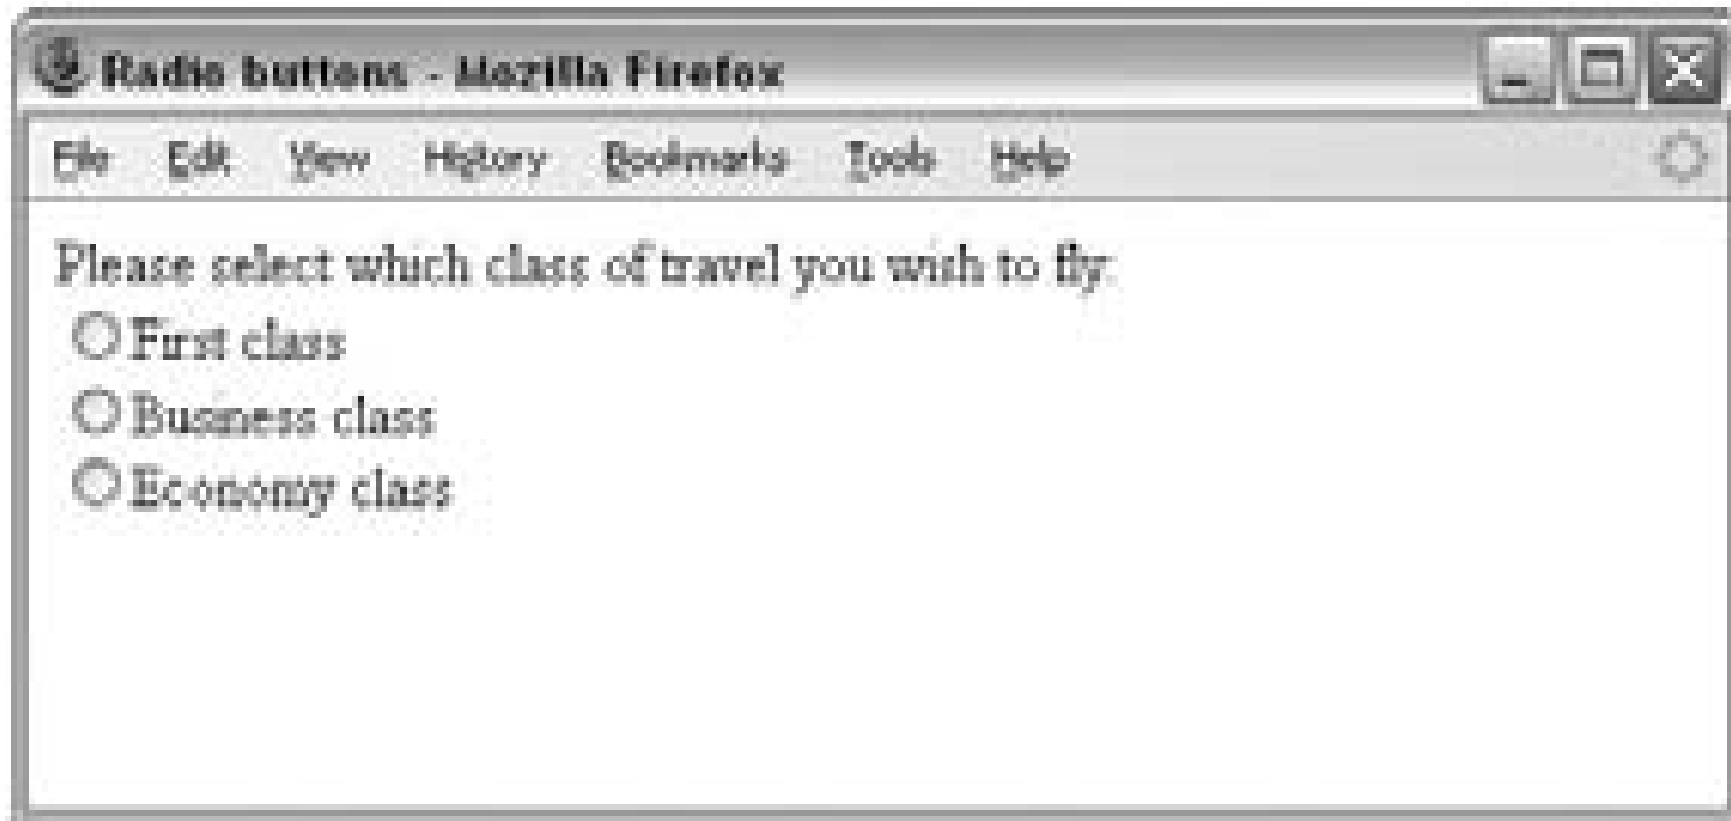 Radio buttons - Mozilla Firefox
File Edit View History Bookmarks Tools Help
Please select which class of travel you wish to fly:
First class
Business class
Economy class